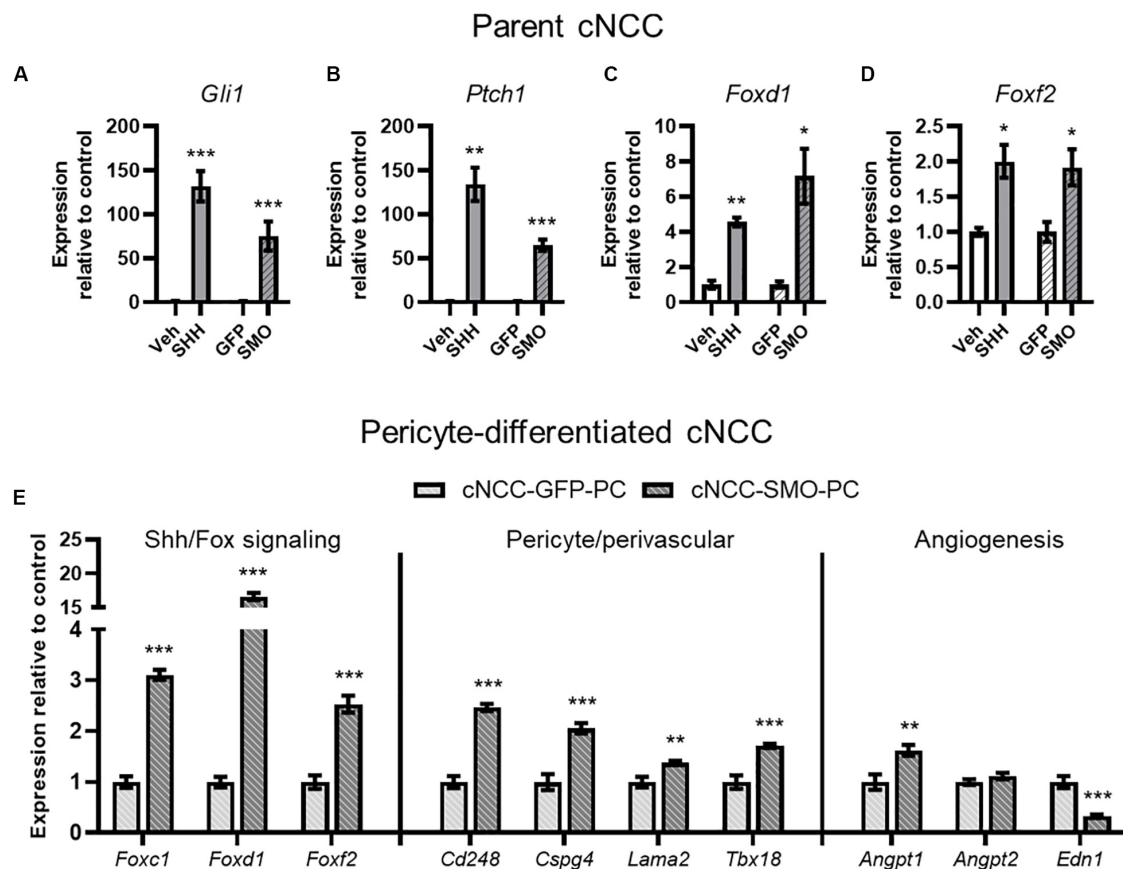 Parent cNCC
A
B
C
D
Gli1
Ptch1
Foxd1
Foxf2
Expression
relative to control
200
150
100
50
0
***
***
Veh
SHH
GFP
SMO
Expression
relative to control
200
150
100
50
0
**
***
Veh
SHH
GFP
SMO
Expression
relative to control
10
8
6
4
2
0
**
*
Veh
SHH
GFP
SMO
Expression
relative to control
2.5
2.0
1.5
1.0
0.5
0.0
*
*
Veh
SHH
GFP
SMO
Pericyte-differentiated cNCC
cNCC-GFP-PC cNCC-SMO-PC
E
Shh/Fox signaling
Pericyte/perivascular
Angiogenesis
Expression relative to control
25
20
15
4
3
2
1
0
***
***
***
***
***
**
***
**
***
Foxc1 Foxd1 Foxf2 Cd248 Cspg4 Lama2 Tbx18 Angpt1 Angpt2 Edn1